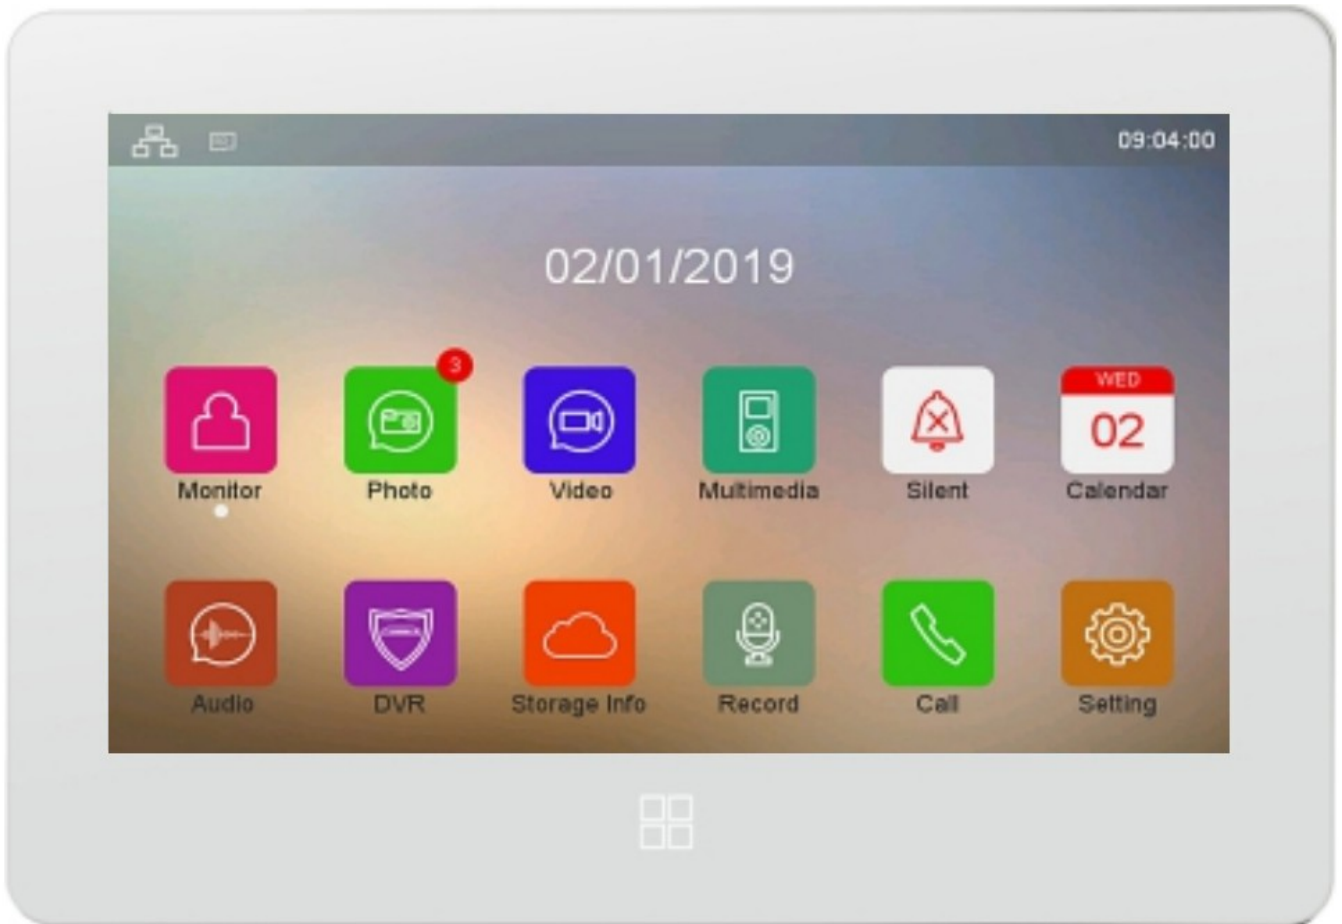 09:04:00
02/01/2019
3
WED
02
Monitor Photo Video Multimedia Silent Calendar
Audio DVR Storage Info Record Call Setting